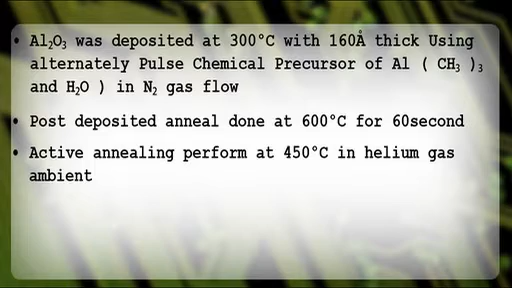 • Al₂O₃ was deposited at 300°C with 160Å thick Using
alternately Pulse Chemical Precursor of Al ( CH₃ )₃
and H₂O ) in N₂ gas flow
• Post deposited anneal done at 600°C for 60second
• Active annealing perform at 450°C in helium gas
ambient